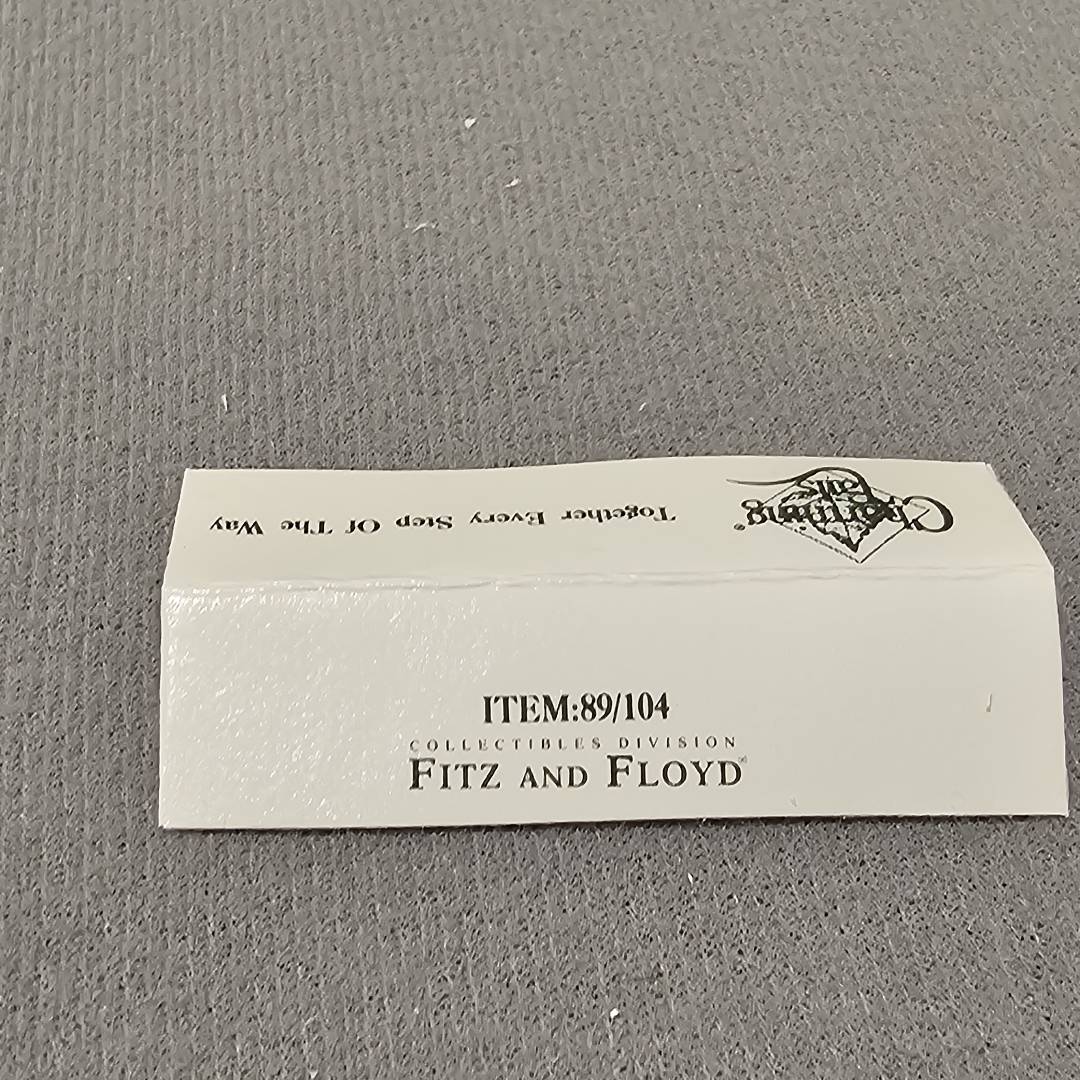 Charming
Tails®
Together Every Step Of The Way
ITEM:89/104
COLLECTIBLES DIVISION
FITZ AND FLOYD®